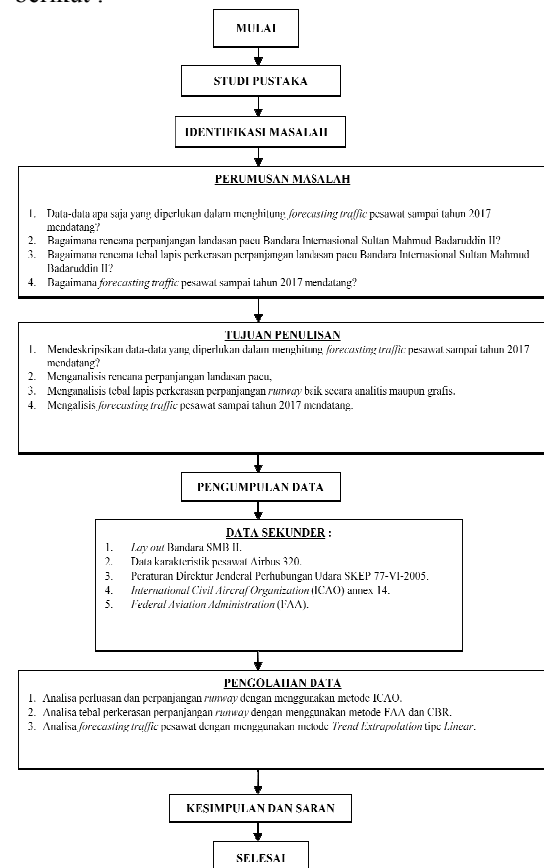 berikut :
MULAI
STUDI PUSTAKA
IDENTIFIKASI MASALAH
PERUMUSAN MASALAH
1. Data-data apa saja yang diperlukan dalam menghitung forecasting traffic pesawat sampai tahun 2017
mendatang?
2. Bagaimana rencana perpanjangan landasan pacu Bandara Internasional Sultan Mahmud Badaruddin II?
3. Bagaimana rencana tebal lapis perkerasan perpanjangan landasan pacu Bandara Internasional Sultan Mahmud
Badaruddin II?
4. Bagaimana forecasting traffic pesawat sampai tahun 2017 mendatang?
TUJUAN PENULISAN
1. Mendeskripsikan data-data yang diperlukan dalam menghitung forecasting traffic pesawat sampai tahun 2017
mendatang?
2. Menganalisis rencana perpanjangan landasan pacu,
3. Menganalisis tebal lapis perkerasan perpanjangan runway baik secara analitis maupun grafis.
4. Mengalisis forecasting traffic pesawat sampai tahun 2017 mendatang.
PENGUMPULAN DATA
DATA SEKUNDER :
1. Lay out Bandara SMB II.
2. Data karakteristik pesawat Airbus 320.
3. Peraturan Direktur Jenderal Perhubungan Udara SKEP 77-VI-2005.
4. International Civil Aircraf Organization (ICAO) annex 14.
5. Federal Aviation Administration (FAA).
PENGOLAHAN DATA
1. Analisa perluasan dan perpanjangan runway dengan menggunakan metode ICAO.
2. Analisa tebal perkerasan perpanjangan runway dengan menggunakan metode FAA dan CBR.
3. Analisa forecasting traffic pesawat dengan menggunakan metode Trend Extrapolation tipe Linear.
KESIMPULAN DAN SARAN
SELESAI